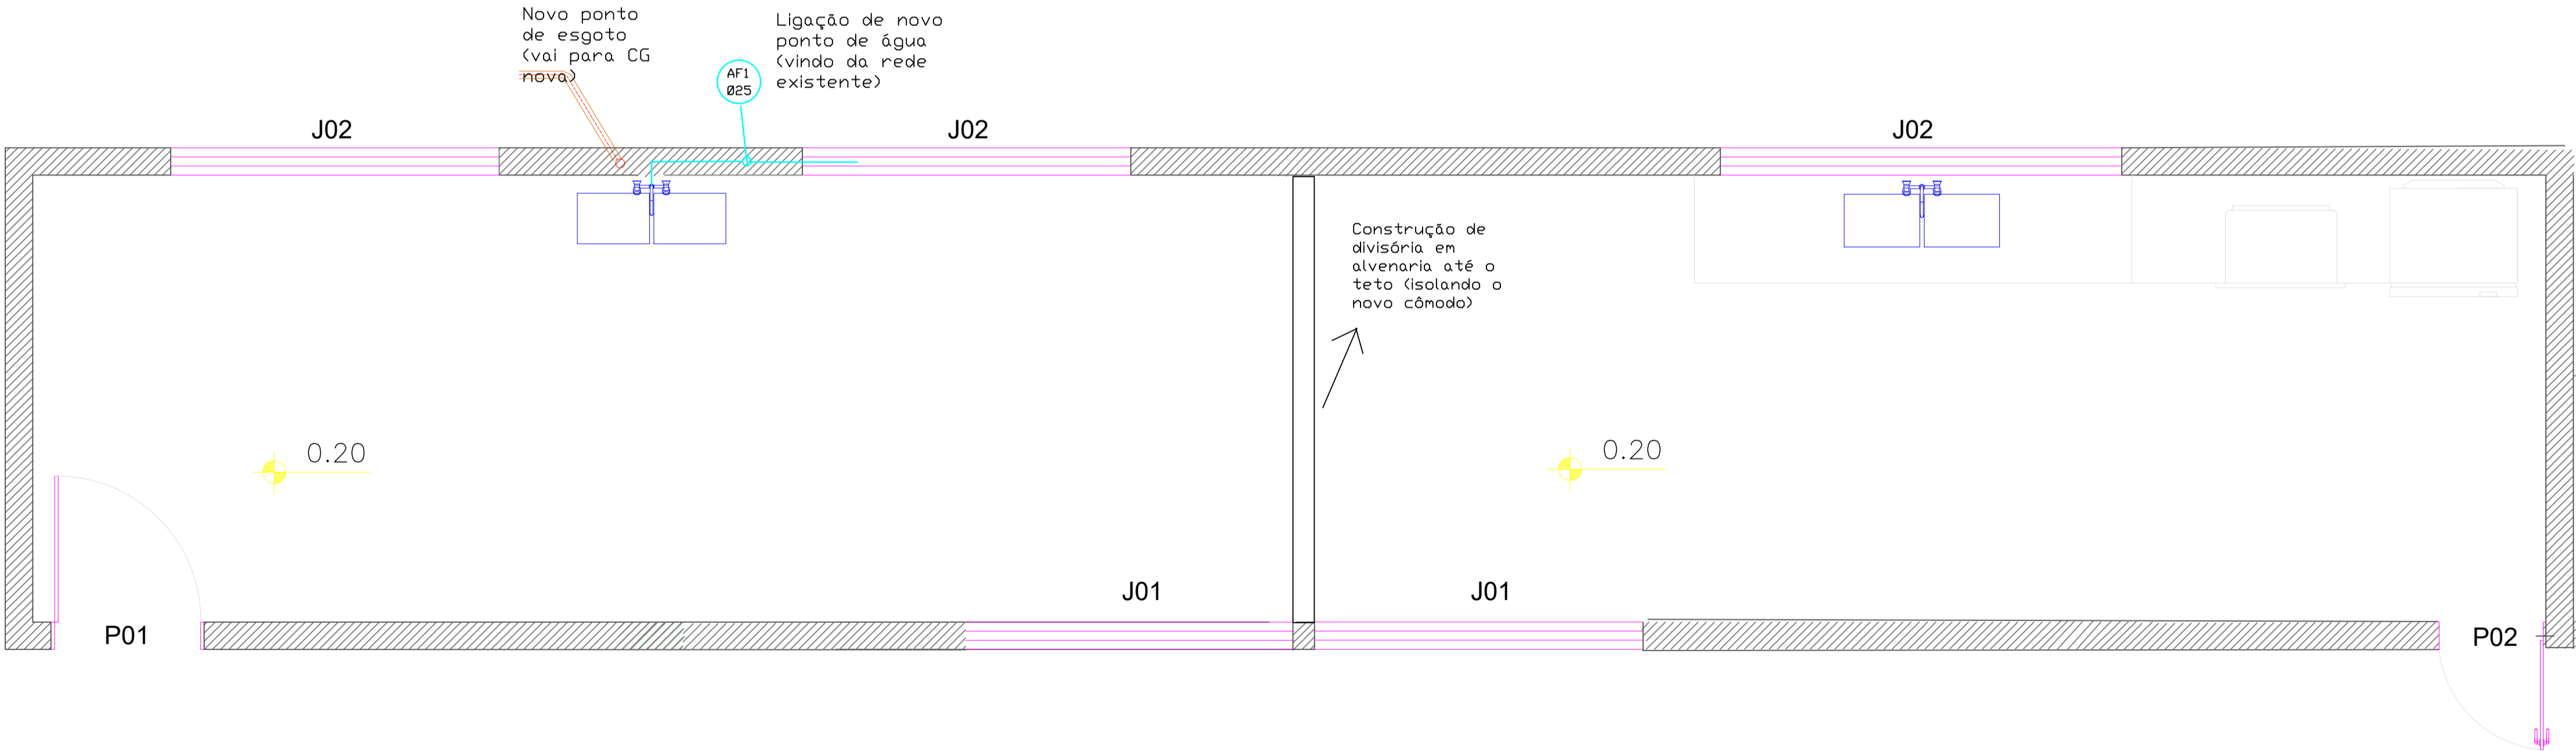 Novo ponto
de esgoto
(vai para CG
nova)
AF1
Ø25
Ligação de novo
ponto de água
(vindo da rede
existente)
J02
J02
J02
Construção de
divisória em
alvenaria até o
teto (isolando o
novo cômodo)
0.20
0.20
J01
J01
P01
P02